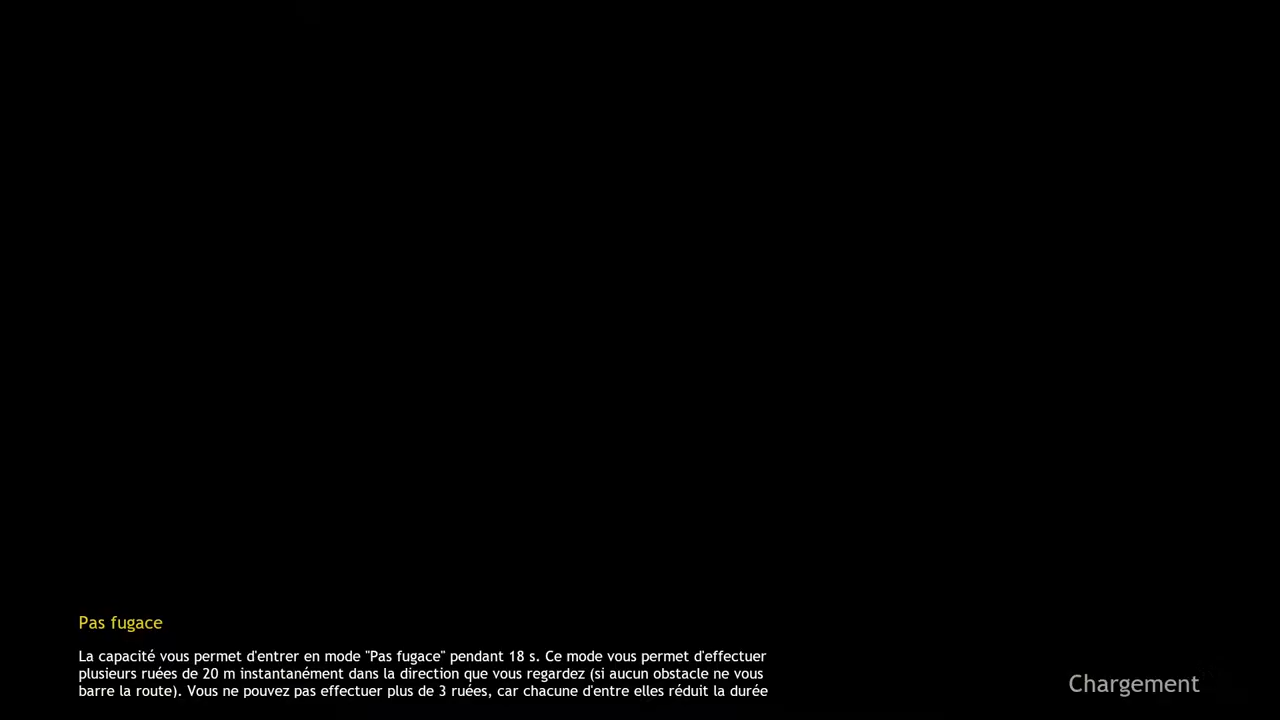 Pas fugace
La capacité vous permet d'entrer en mode "Pas fugace" pendant 18 s. Ce mode vous permet d'effectuer
plusieurs ruées de 20 m instantanément dans la direction que vous regardez (si aucun obstacle ne vous
barre la route). Vous ne pouvez pas effectuer plus de 3 ruées, car chacune d'entre elles réduit la durée
Chargement